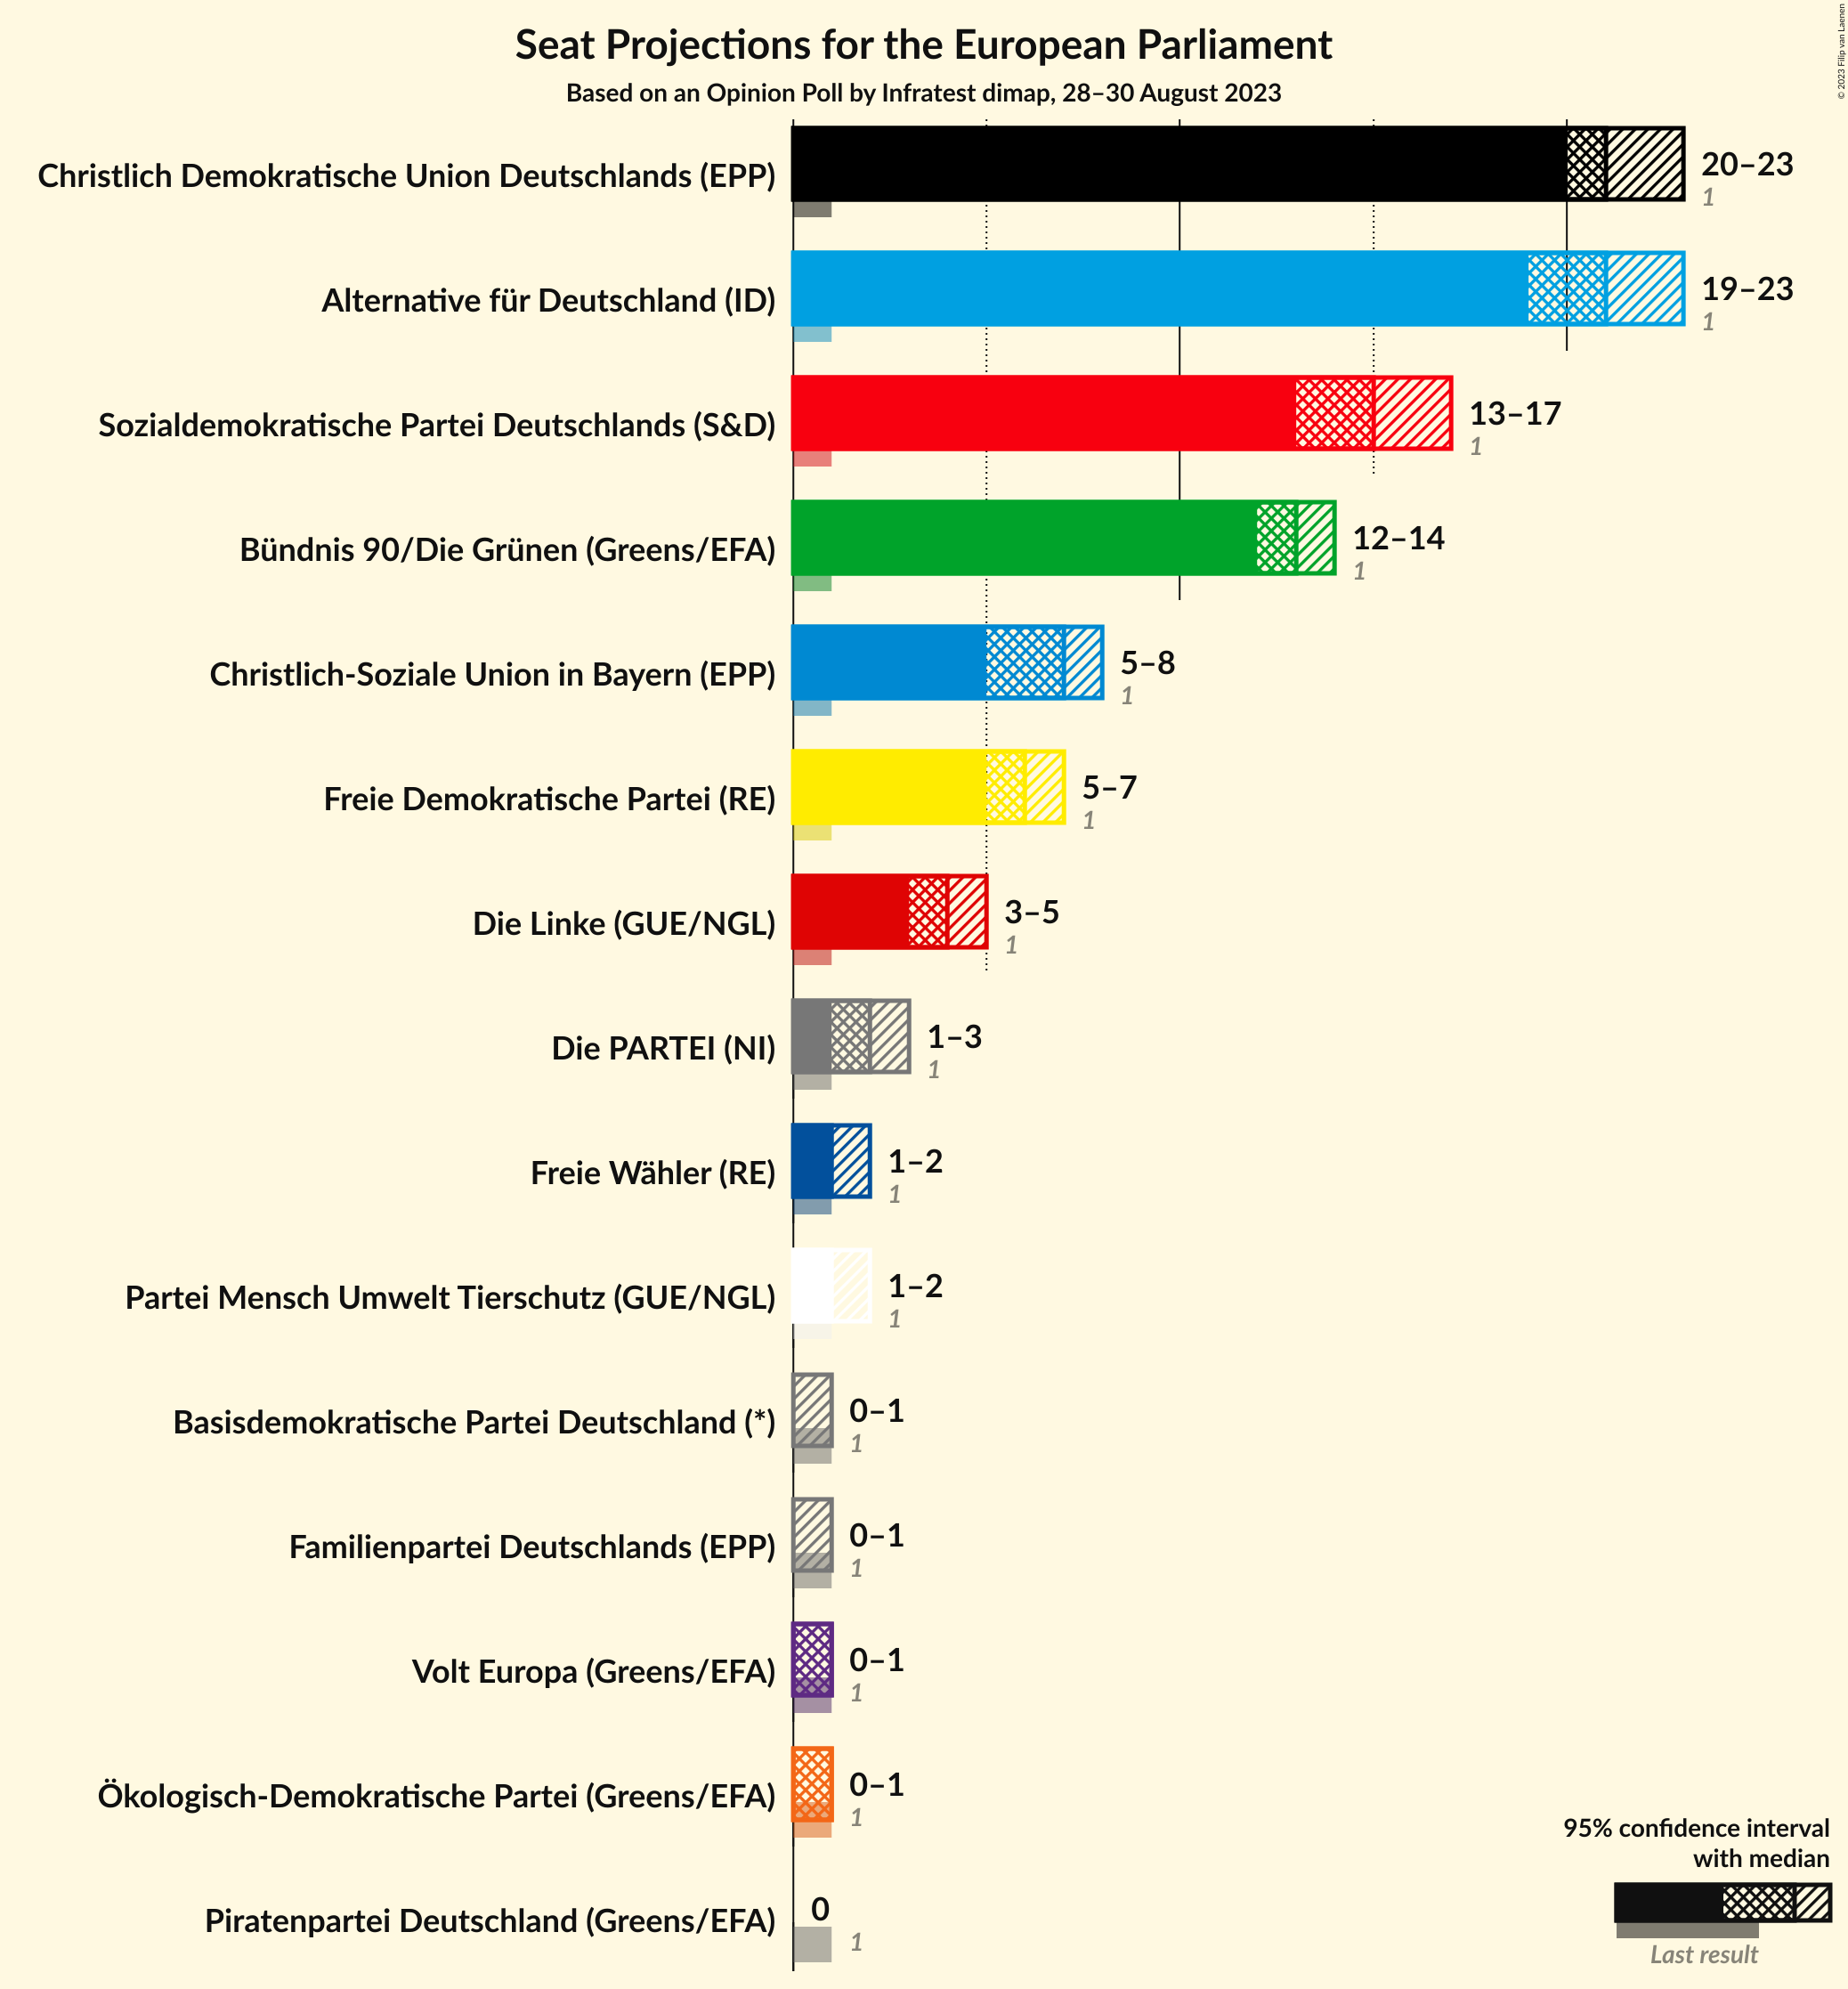 Seat Projections for the European Parliament
Based on an Opinion Poll by Infratest dimap, 28–30 August 2023
© 2023 Filip van Laenen
Christlich Demokratische Union Deutschlands (EPP)
20–23
1
Alternative für Deutschland (ID)
19–23
1
Sozialdemokratische Partei Deutschlands (S&D)
13–17
1
Bündnis 90/Die Grünen (Greens/EFA)
12–14
1
Christlich-Soziale Union in Bayern (EPP)
5–8
1
Freie Demokratische Partei (RE)
5–7
1
Die Linke (GUE/NGL)
3–5
1
Die PARTEI (NI)
1–3
1
Freie Wähler (RE)
1–2
1
Partei Mensch Umwelt Tierschutz (GUE/NGL)
1–2
1
Basisdemokratische Partei Deutschland (*)
0–1
1
Familienpartei Deutschlands (EPP)
0–1
1
Volt Europa (Greens/EFA)
0–1
1
Ökologisch-Demokratische Partei (Greens/EFA)
0–1
1
Piratenpartei Deutschland (Greens/EFA)
0
1
95% confidence interval
with median
Last result